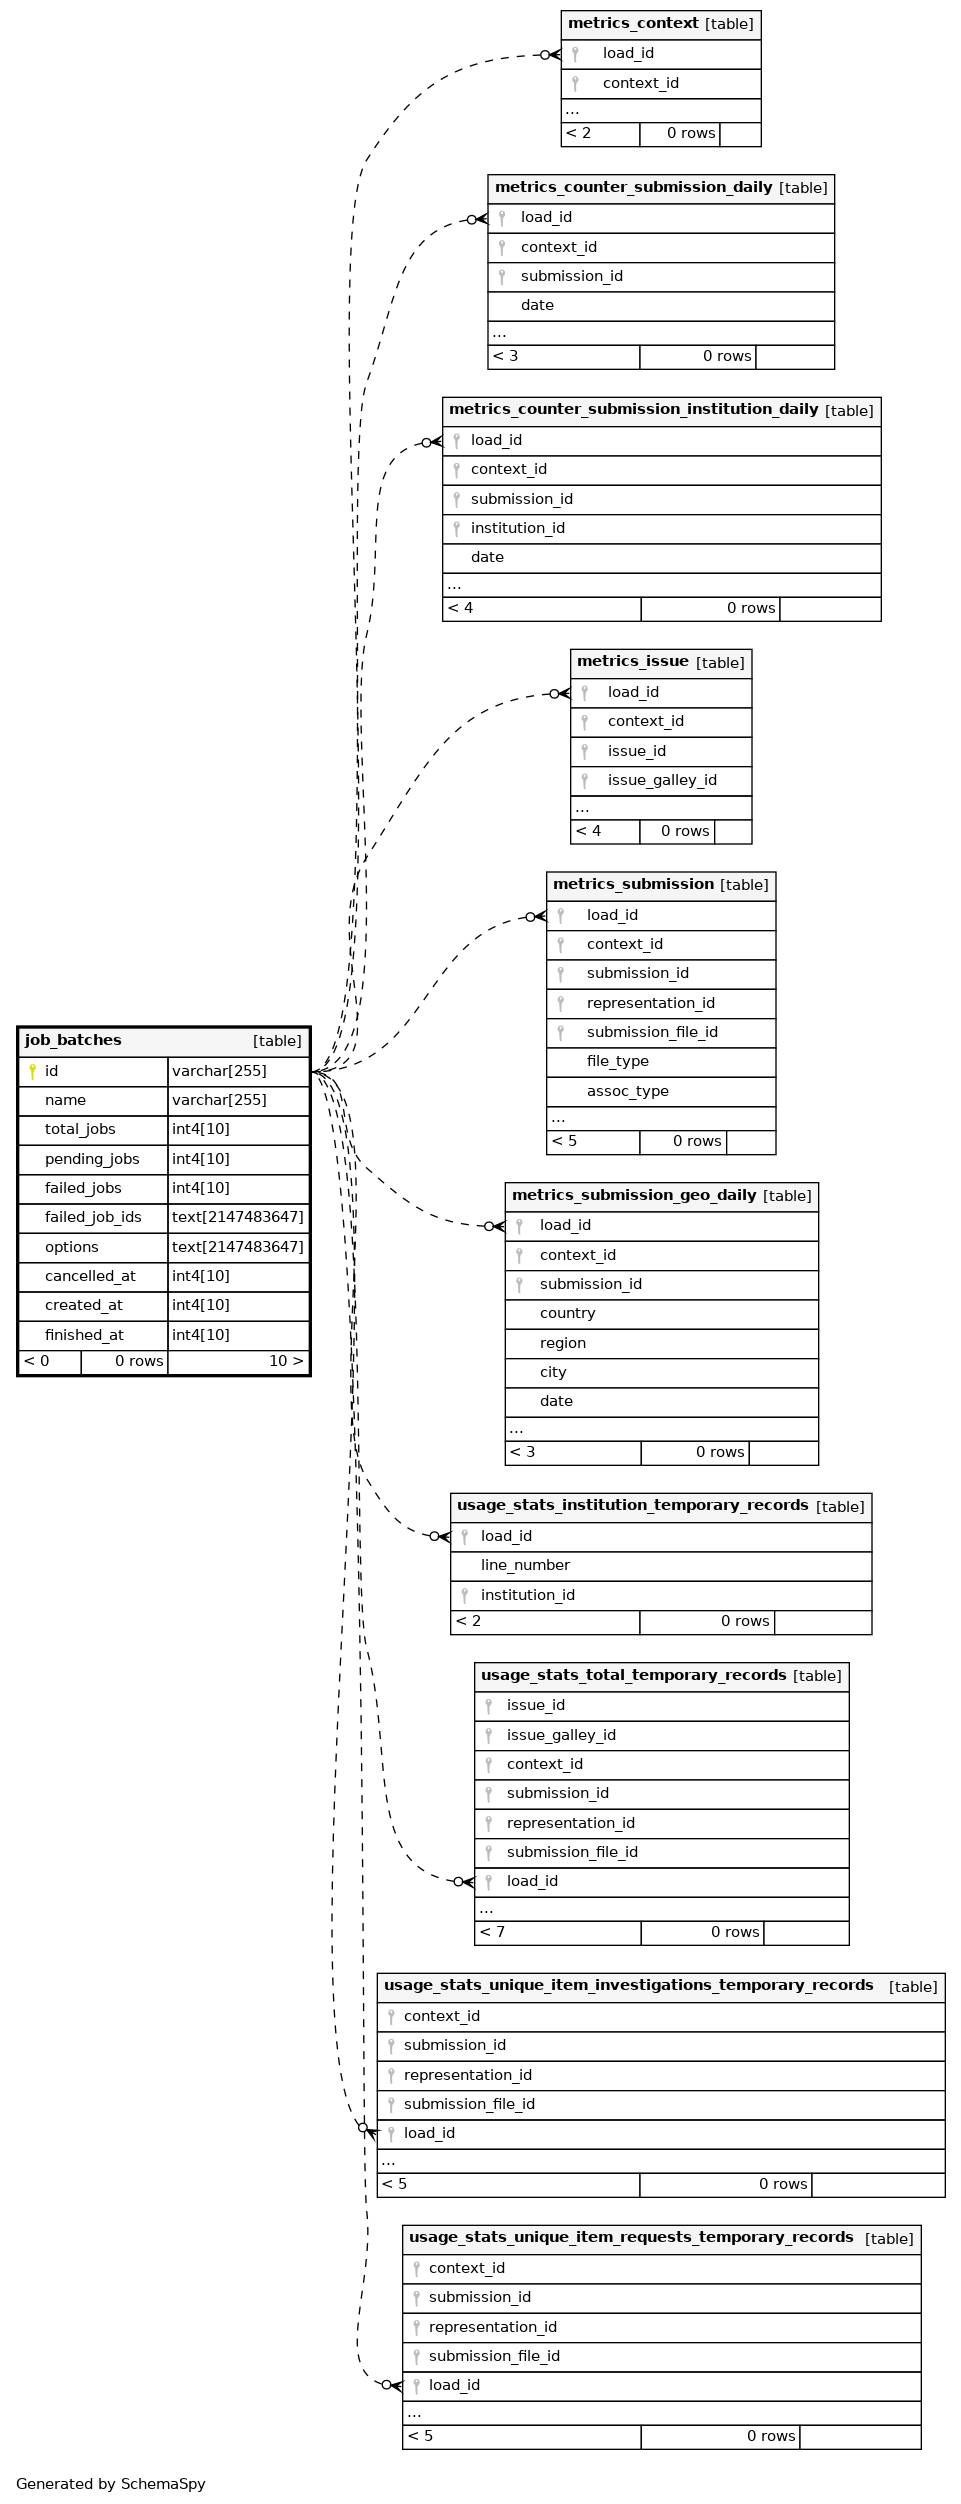 metrics_context [table]
load_id
context_id
...
< 2 0 rows
metrics_counter_submission_daily [table]
load_id
context_id
submission_id
date
...
< 3 0 rows
metrics_counter_submission_institution_daily [table]
load_id
context_id
submission_id
institution_id
date
...
< 4 0 rows
metrics_issue [table]
load_id
context_id
issue_id
issue_galley_id
...
< 4 0 rows
metrics_submission [table]
load_id
context_id
submission_id
representation_id
submission_file_id
file_type
assoc_type
...
< 5 0 rows
job_batches [table]
id varchar[255]
name varchar[255]
total_jobs int4[10]
pending_jobs int4[10]
failed_jobs int4[10]
failed_job_ids text[2147483647]
options text[2147483647]
cancelled_at int4[10]
created_at int4[10]
finished_at int4[10]
< 0 0 rows 10 >
metrics_submission_geo_daily [table]
load_id
context_id
submission_id
country
region
city
date
...
< 3 0 rows
usage_stats_institution_temporary_records [table]
load_id
line_number
institution_id
< 2 0 rows
usage_stats_total_temporary_records [table]
issue_id
issue_galley_id
context_id
submission_id
representation_id
submission_file_id
load_id
...
< 7 0 rows
usage_stats_unique_item_investigations_temporary_records [table]
context_id
submission_id
representation_id
submission_file_id
load_id
...
< 5 0 rows
usage_stats_unique_item_requests_temporary_records [table]
context_id
submission_id
representation_id
submission_file_id
load_id
...
< 5 0 rows
Generated by SchemaSpy